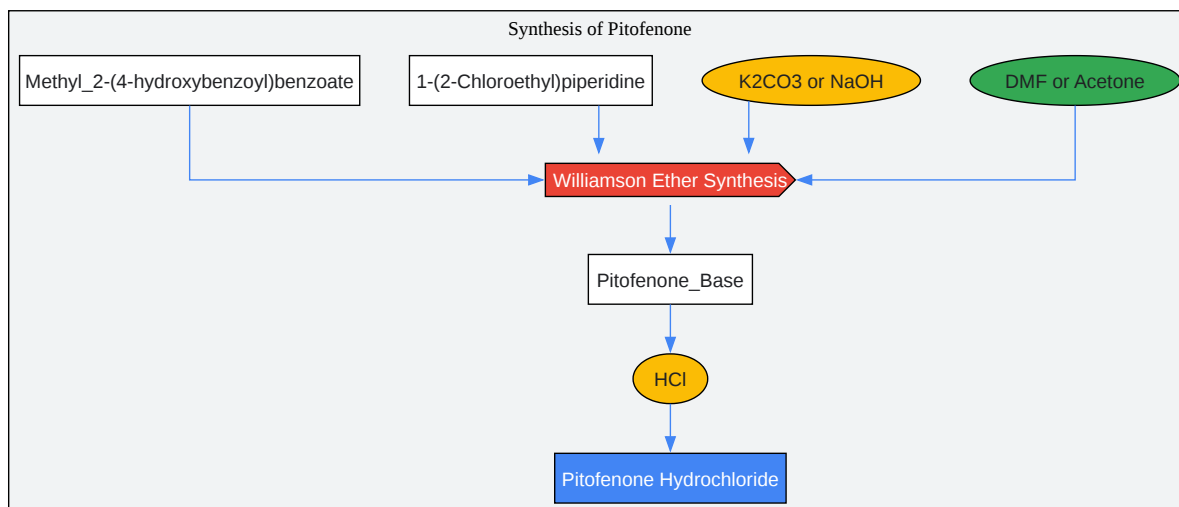 Synthesis of Pitofenone
Methyl_2-(4-hydroxybenzoyl)benzoate
1-(2-Chloroethyl)piperidine
K2CO3 or NaOH
DMF or Acetone
Williamson Ether Synthesis
Pitofenone_Base
HCl
Pitofenone Hydrochloride